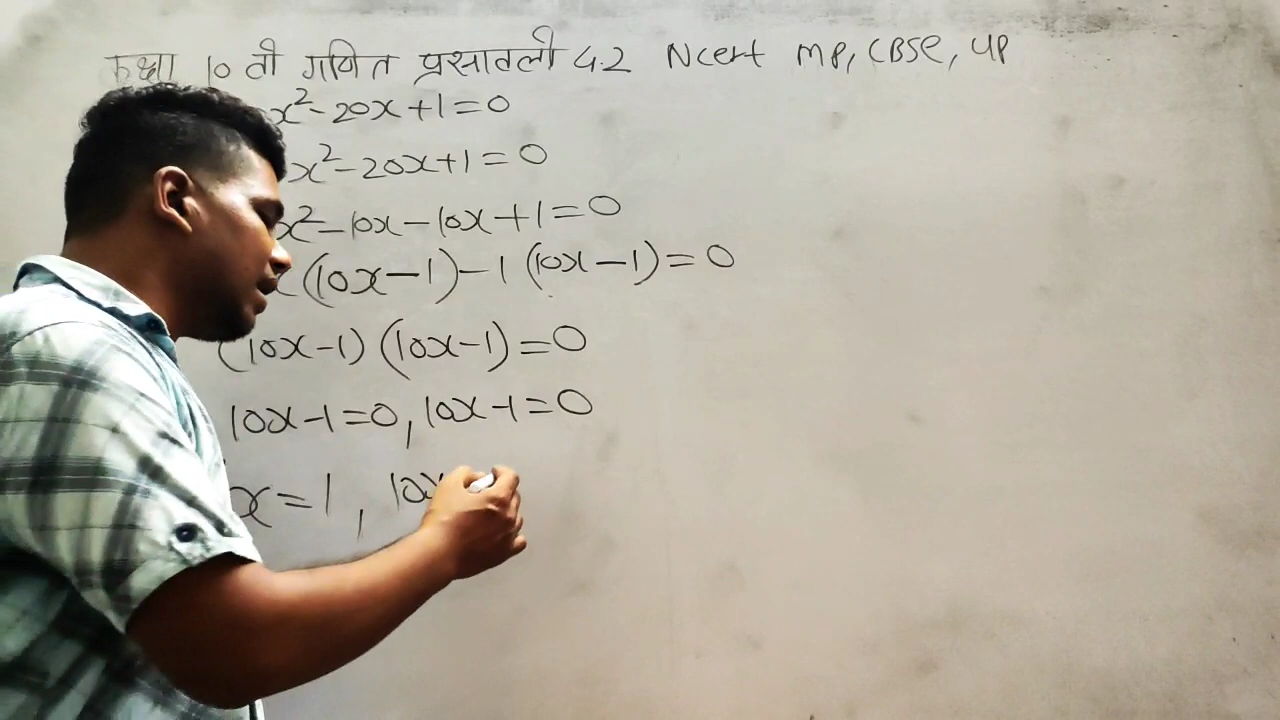 कक्षा 10 वी गणित प्रसावली 4.2 Ncert MP, CBSE, UP
x²-20x+1=0
x²-20x+1=0
x²-10x-10x+1=0
(10x-1)-1(10x-1)=0
(10x-1)(10x-1)=0
10x-1=0, 10x-1=0
x=1, 10x